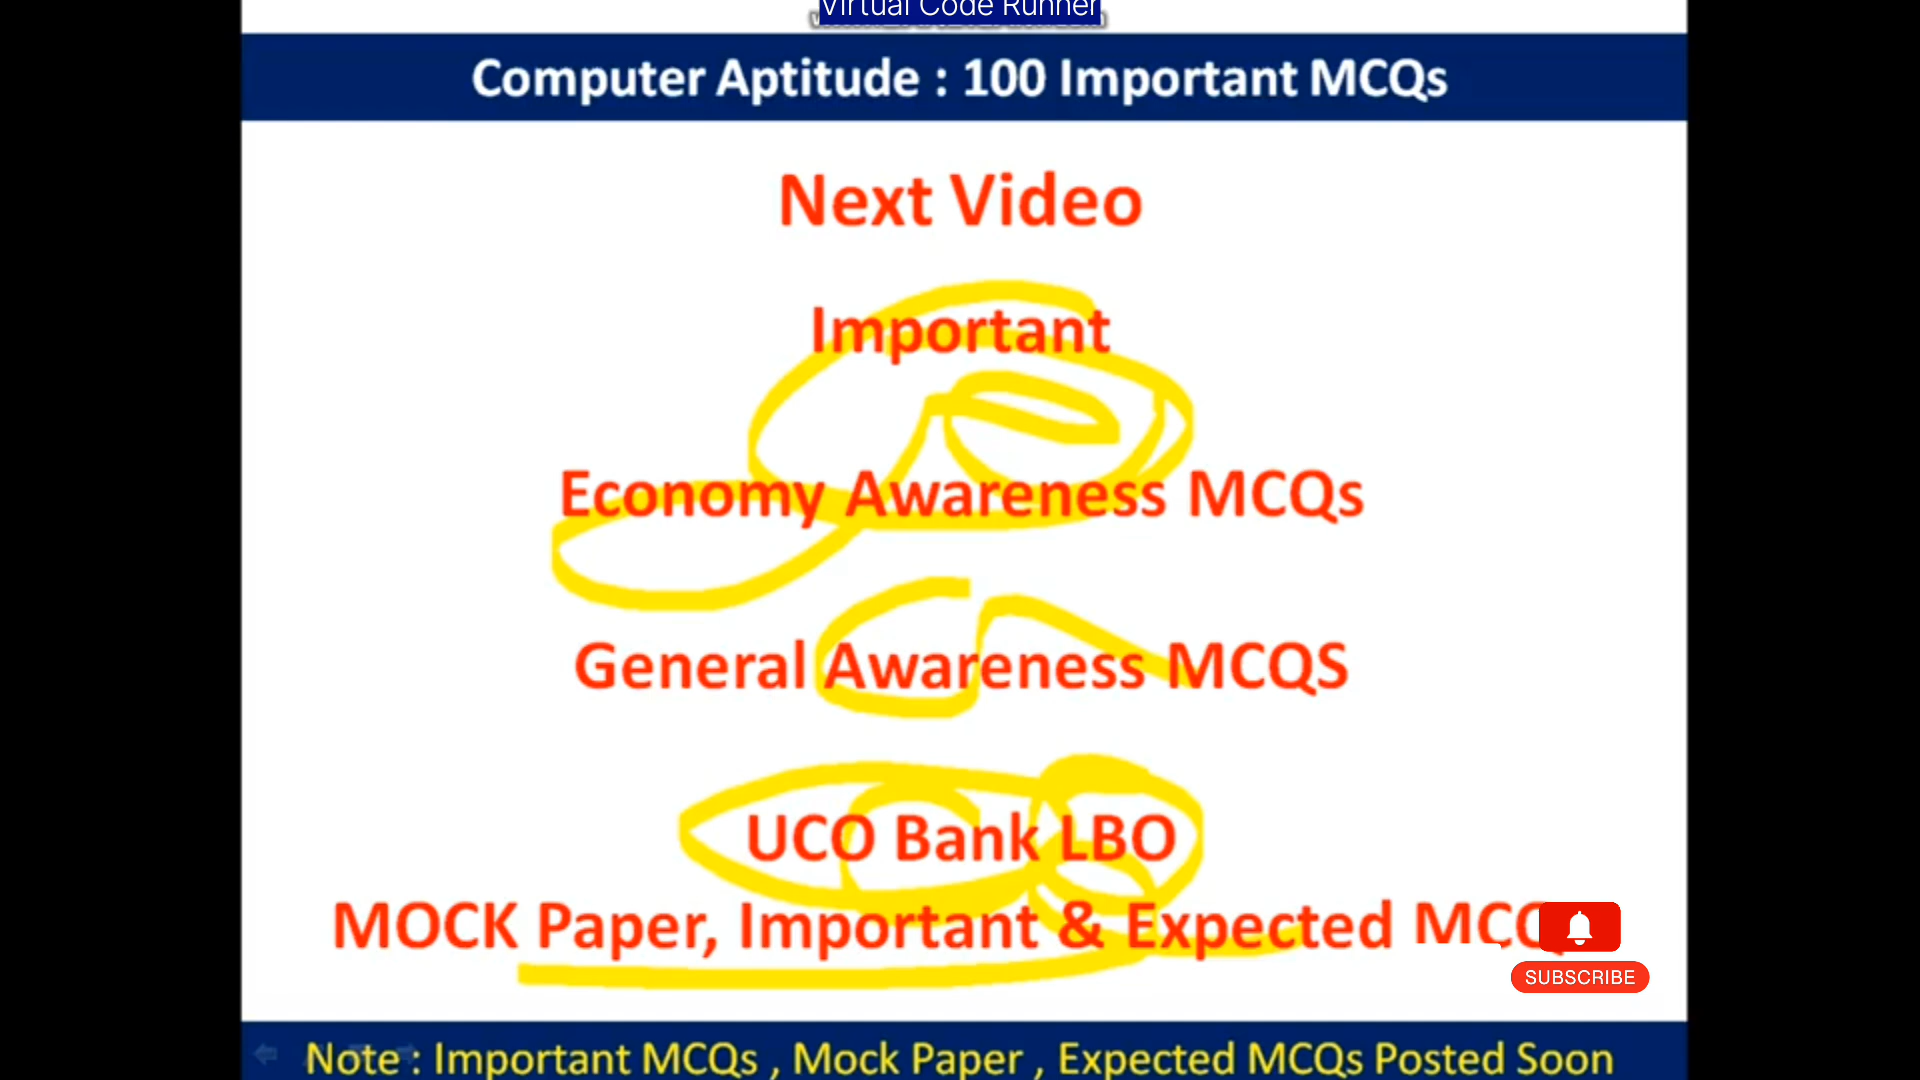 Virtual Code Runner
Computer Aptitude : 100 Important MCQs
Next Video
Important
Economy Awareness MCQs
General Awareness MCQS
UCO Bank LBO
MOCK Paper, Important & Expected
SUBSCRIBE
Note : Important MCQs , Mock Paper , Expected MCQs Posted Soon